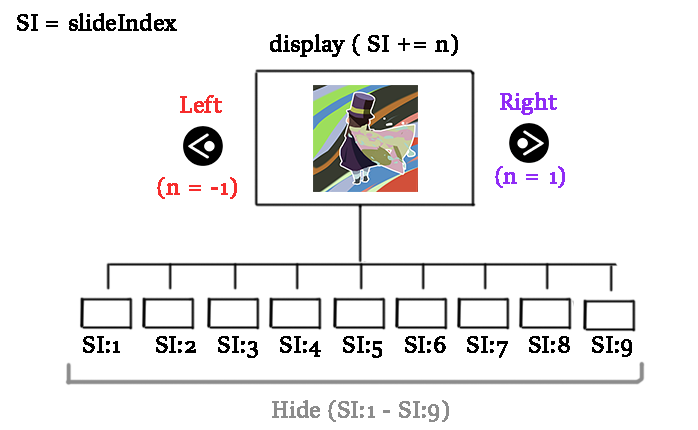 SI = slideIndex
display ( SI += n)
Left
Right
(n = -1)
(n = 1)
SI:1 SI:2 SI:3 SI:4 SI:5 SI:6 SI:7 SI:8 SI:9
Hide (SI:1 - SI:9)